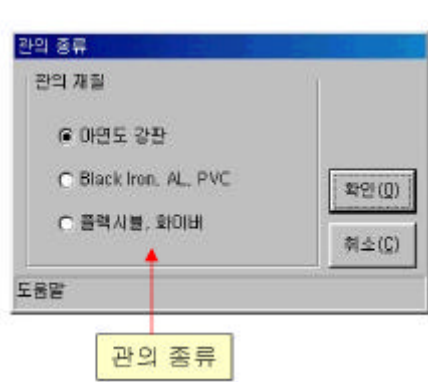 관의 종류
관의 재질
아연도 강판
Black Iron, AL, PVC
플렉시블, 화이버
확인(O)
취소(C)
도움말
관의 종류